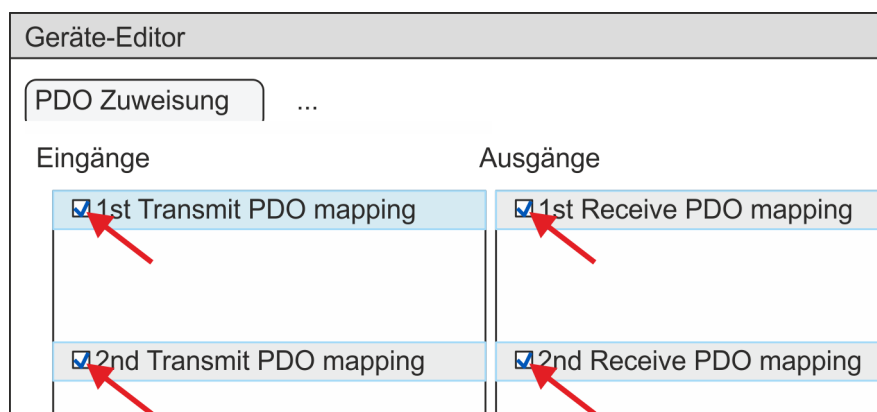 Geräte-Editor
PDO Zuweisung ...
Eingänge Ausgänge
1st Transmit PDO mapping 1st Receive PDO mapping
2nd Transmit PDO mapping 2nd Receive PDO mapping